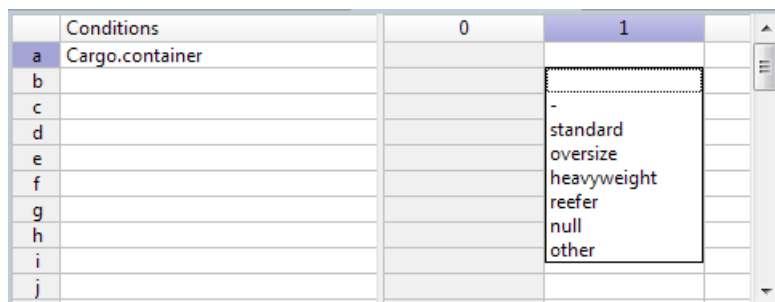 Conditions 0 1
a Cargo.container
b
c -
d standard
e oversize
f heavyweight
g reefer
h null
i other
j